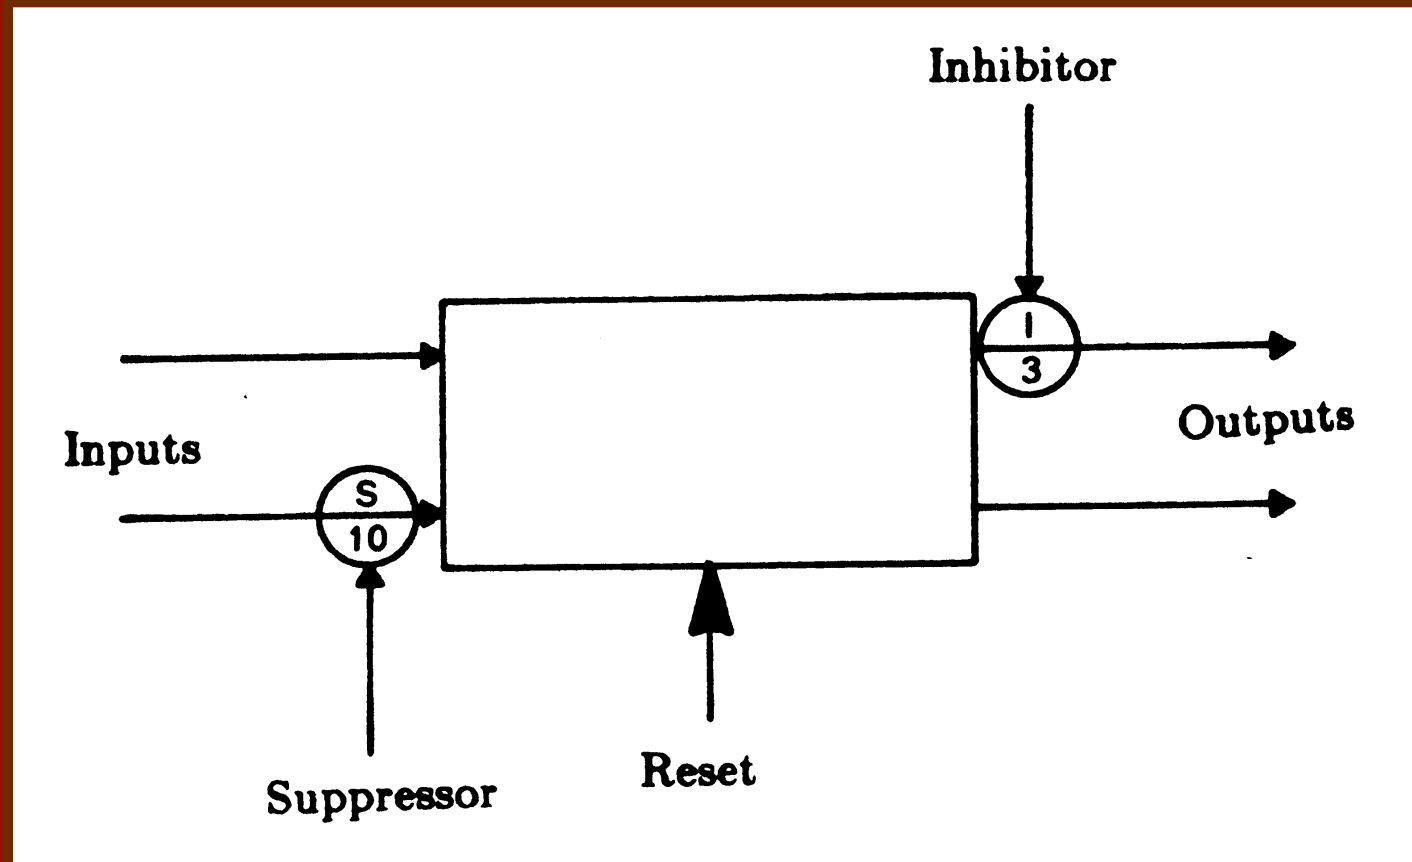 Inhibitor
I
3
Inputs
Outputs
S
10
Reset
Suppressor